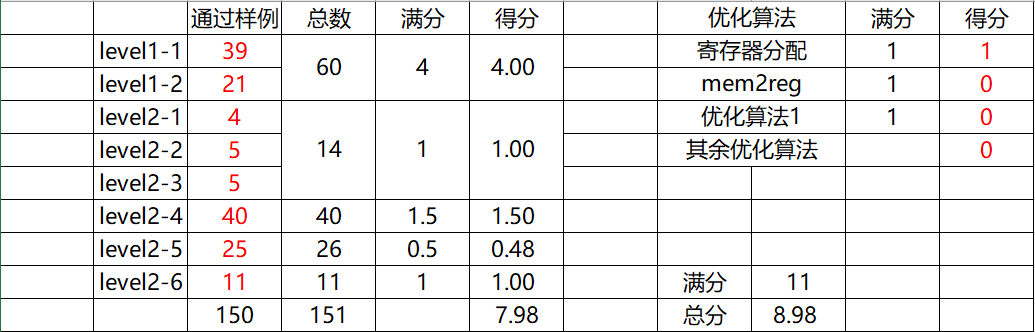 通过样例 总数 满分 得分 优化算法 满分 得分
level1-1 39 60 4 4.00 寄存器分配 1 1
level1-2 21 mem2reg 1 0
level2-1 4 14 1 1.00 优化算法1 1 0
level2-2 5 其余优化算法 0
level2-3 5
level2-4 40 40 1.5 1.50
level2-5 25 26 0.5 0.48
level2-6 11 11 1 1.00 满分 11
150 151 7.98 总分 8.98